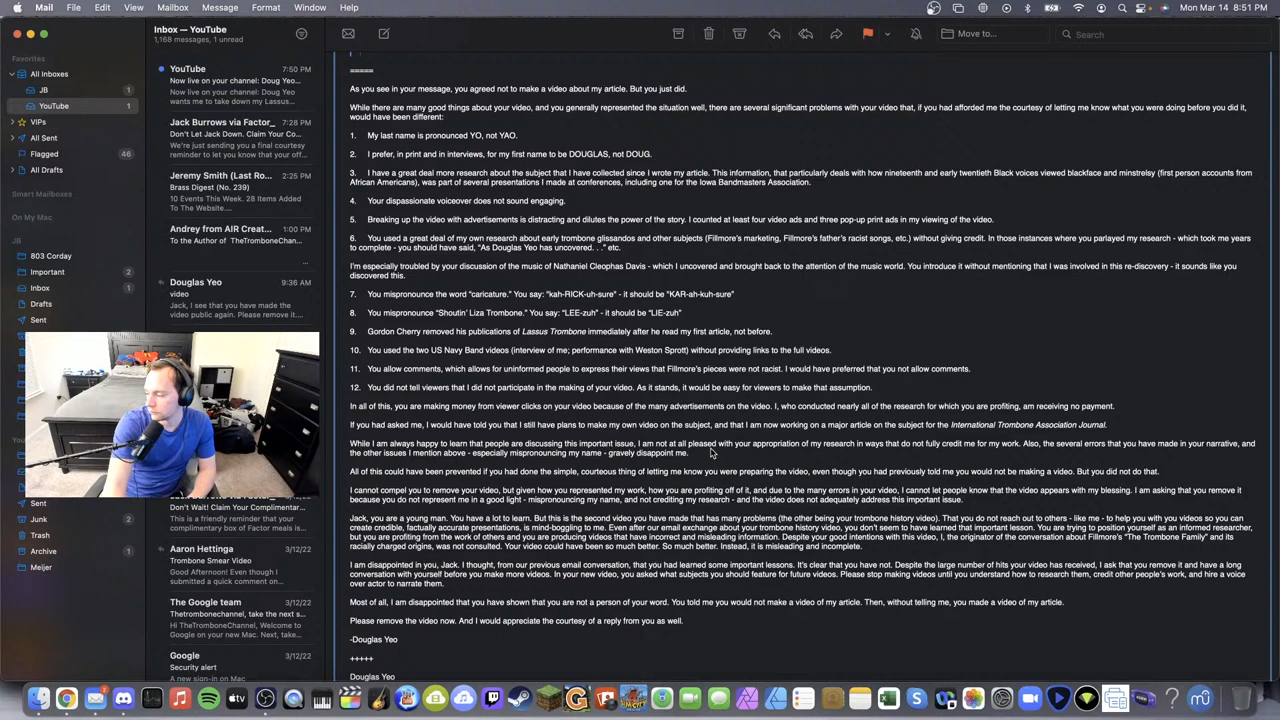 Mail File Edit View Mailbox Message Format Window Help
Mon Mar 14 8:51 PM
Favorites
All Inboxes
JB 1
YouTube 1
VIPs
All Sent
Flagged 46
All Drafts
Smart Mailboxes
On My Mac
JB
803 Corday
Important 2
Inbox 2
Drafts
Sent
Sent
Junk
Trash
Archive
Meijer
Inbox — YouTube
1,168 messages, 1 unread
YouTube 7:50 PM
Now live on your channel: Doug Yeo...
Now live on your channel: Doug Yeo
wants me to take down my Lassus
Trombone...
Jack Burrows via Factor_ 7:28 PM
Don't Let Jack Down. Claim Your Co...
We're just sending you a final courtesy
reminder to let you know that your off...
Jeremy Smith (Last Ro... 2:25 PM
Brass Digest (No. 239)
10 Events This Week. 28 Items Added
To The Website....
Andrey from AIR Creat... 1:00 PM
To the Author of TheTromboneChan...
...
Douglas Yeo 9:36 AM
video
Jack, I see that you have made the
video public again. Please remove it....
Jack Burrows via Factor_ 3/12/22
Don't Wait! Claim Your Complimentar...
This is a friendly reminder that your
complimentary box of Factor meals is...
Aaron Hettinga 3/12/22
Trombone Smear Video
Good Afternoon! Even though I
submitted a quick comment on...
The Google team 3/12/22
Thetrombonechannel, take the next s...
Hi TheTromboneChannel, Welcome to
Google on your new Mac. Next, take...
Google 3/12/22
Security alert
A new sign-in on Mac
Move to...
Search
=====
As you see in your message, you agreed not to make a video about my article. But you just did.
While there are many good things about your video, and you generally represented the situation well, there are several significant problems with your video that, if you had afforded me the courtesy of letting me know what you were doing before you did it,
would have been different:
1. My last name is pronounced YO, not YAO.
2. I prefer, in print and in interviews, for my first name to be DOUGLAS, not DOUG.
3. I have a great deal more research about the subject that I have collected since I wrote my article. This information, that particularly deals with how nineteenth and early twentieth Black voices viewed blackface and minstrelsy (first person accounts from
African Americans), was part of several presentations I made at conferences, including one for the Iowa Bandmasters Association.
4. Your dispassionate voiceover does not sound engaging.
5. Breaking up the video with advertisements is distracting and dilutes the power of the story. I counted at least four video ads and three pop-up print ads in my viewing of the video.
6. You used a great deal of my own research about early trombone glissandos and other subjects (Fillmore's marketing, Fillmore's father's racist songs, etc.) without giving credit. In those instances where you parlayed my research - which took me years
to complete - you should have said, "As Douglas Yeo has uncovered. . ." etc.
I'm especially troubled by your discussion of the music of Nathaniel Cleophas Davis - which I uncovered and brought back to the attention of the music world. You introduce it without mentioning that I was involved in this re-discovery - it sounds like you
discovered this.
7. You mispronounce the word "caricature." You say: "kah-RICK-uh-sure" - it should be "KAR-ah-kuh-sure"
8. You mispronounce "Shoutin' Liza Trombone." You say: "LEE-zuh" - it should be "LIE-zuh"
9. Gordon Cherry removed his publications of Lassus Trombone immediately after he read my first article, not before.
10. You used the two US Navy Band videos (interview of me; performance with Weston Sprott) without providing links to the full videos.
11. You allow comments, which allows for uninformed people to express their views that Fillmore's pieces were not racist. I would have preferred that you not allow comments.
12. You did not tell viewers that I did not participate in the making of your video. As it stands, it would be easy for viewers to make that assumption.
In all of this, you are making money from viewer clicks on your video because of the many advertisements on the video. I, who conducted nearly all of the research for which you are profiting, am receiving no payment.
If you had asked me, I would have told you that I still have plans to make my own video on the subject, and that I am now working on a major article on the subject for the International Trombone Association Journal.
While I am always happy to learn that people are discussing this important issue, I am not at all pleased with your appropriation of my research in ways that do not fully credit me for my work. Also, the several errors that you have made in your narrative, and
the other issues I mention above - especially mispronouncing my name - gravely disappoint me.
All of this could have been prevented if you had done the simple, courteous thing of letting me know you were preparing the video, even though you had previously told me you would not be making a video. But you did not do that.
I cannot compel you to remove your video, but given how you represented my work, how you are profiting off of it, and due to the many errors in your video, I cannot let people know that the video appears with my blessing. I am asking that you remove it
because you do not represent me in a good light - mispronouncing my name, and not crediting my research - and the video does not adequately address this important issue.
Jack, you are a young man. You have a lot to learn. But this is the second video you have made that has many problems (the other being your trombone history video). That you do not reach out to others - like me - to help you with you videos so you can
create credible, factually accurate presentations, is mind-boggling to me. Even after our email exchange about your trombone history video, you don't seem to have learned that important lesson. You are trying to position yourself as an informed researcher,
but you are profiting from the work of others and you are producing videos that have incorrect and misleading information. Despite your good intentions with this video, I, the originator of the conversation about Fillmore's "The Trombone Family" and its
racially charged origins, was not consulted. Your video could have been so much better. So much better. Instead, it is misleading and incomplete.
I am disappointed in you, Jack. I thought, from our previous email conversation, that you had learned some important lessons. It's clear that you have not. Despite the large number of hits your video has received, I ask that you remove it and have a long
conversation with yourself before you make more videos. In your new video, you asked what subjects you should feature for future videos. Please stop making videos until you understand how to research them, credit other people's work, and hire a voice
over actor to narrate them.
Most of all, I am disappointed that you have shown that you are not a person of your word. You told me you would not make a video of my article. Then, without telling me, you made a video of my article.
Please remove the video now. And I would appreciate the courtesy of a reply from you as well.
-Douglas Yeo
+++++
Douglas Yeo